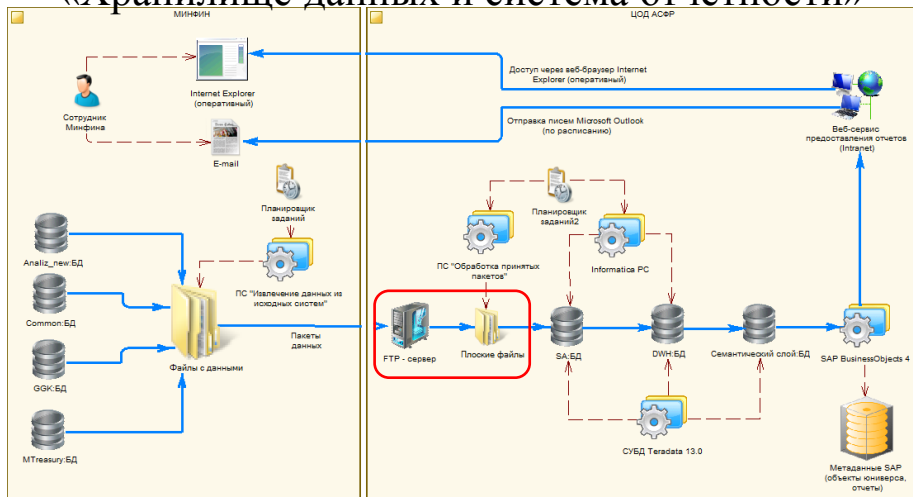 «Хранилище данных и система отчетности»
МИНФИН
ЦОД АСФР
Internet Explorer
(оперативный)
Сотрудник
Минфина
E-mail
Доступ через веб-браузер Internet
Explorer (оперативный)
Отправка писем Microsoft Outlook
(по расписанию)
Веб-сервис
предоставления отчетов
(Intranet)
Планировщик
заданий
ПС "Извлечение данных из
исходных систем"
Планировщик
заданий2
ПС "Обработка принятых
пакетов"
Informatica PC
Analiz_new:БД
Common:БД
GGK:БД
MTreasury:БД
Файлы с данными
Пакеты
данных
FTP - сервер
Плоские файлы
SA:БД
DWH:БД
Семантический слой:БД
SAP BusinessObjects 4
СУБД Teradata 13.0
Метаданные SAP
(объекты юниверса,
отчеты)